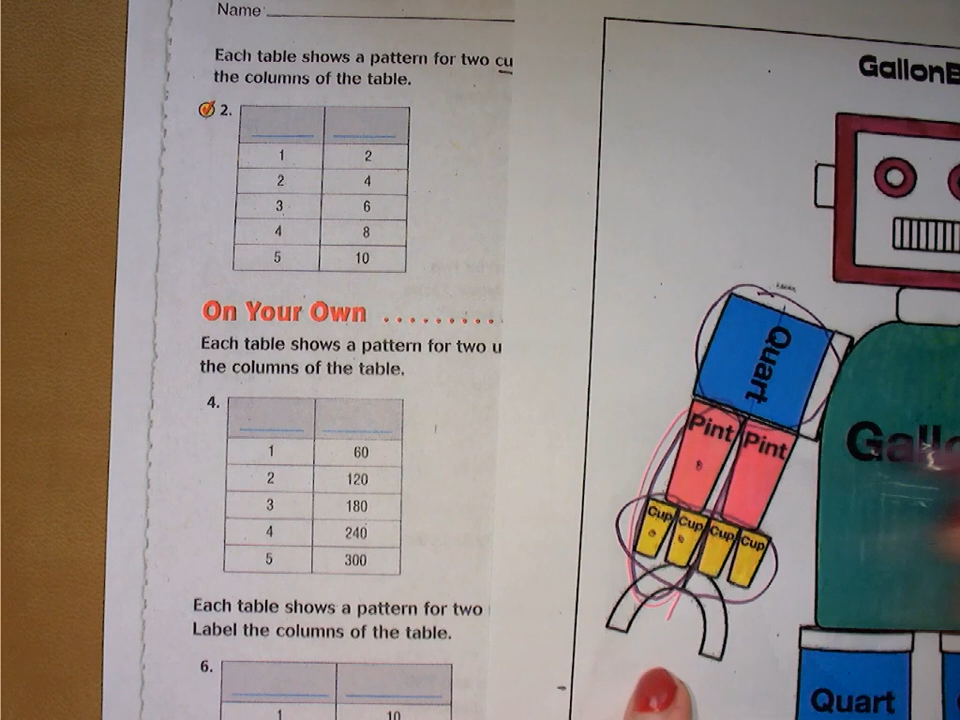 Name
Each table shows a pattern for two cu
the columns of the table.
2.
1 2
2 4
3 6
4 8
5 10
On Your Own ..........
Each table shows a pattern for two u
the columns of the table.
4.
1 60
2 120
3 180
4 240
5 300
Each table shows a pattern for two
Label the columns of the table.
6.
1 10
GallonB
Quart
Pint Pint
Cup Cup Cup Cup
Gallo
Quart